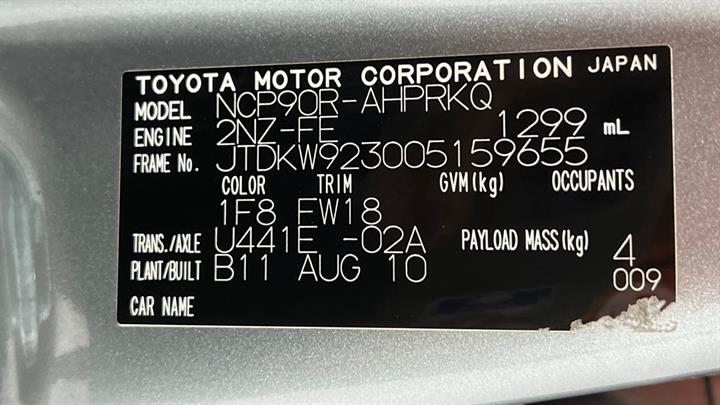 TOYOTA MOTOR CORPORATION JAPAN
MODEL NCP90R-AHPRKQ
ENGINE 2NZ-FE 1299 mL
FRAME No. JTDKW923005159655
COLOR TRIM GVM(kg) OCCUPANTS
1F8 FW18
TRANS./AXLE U441E -02A PAYLOAD MASS(kg) 4
PLANT/BUILT B11 AUG 10 009
CAR NAME